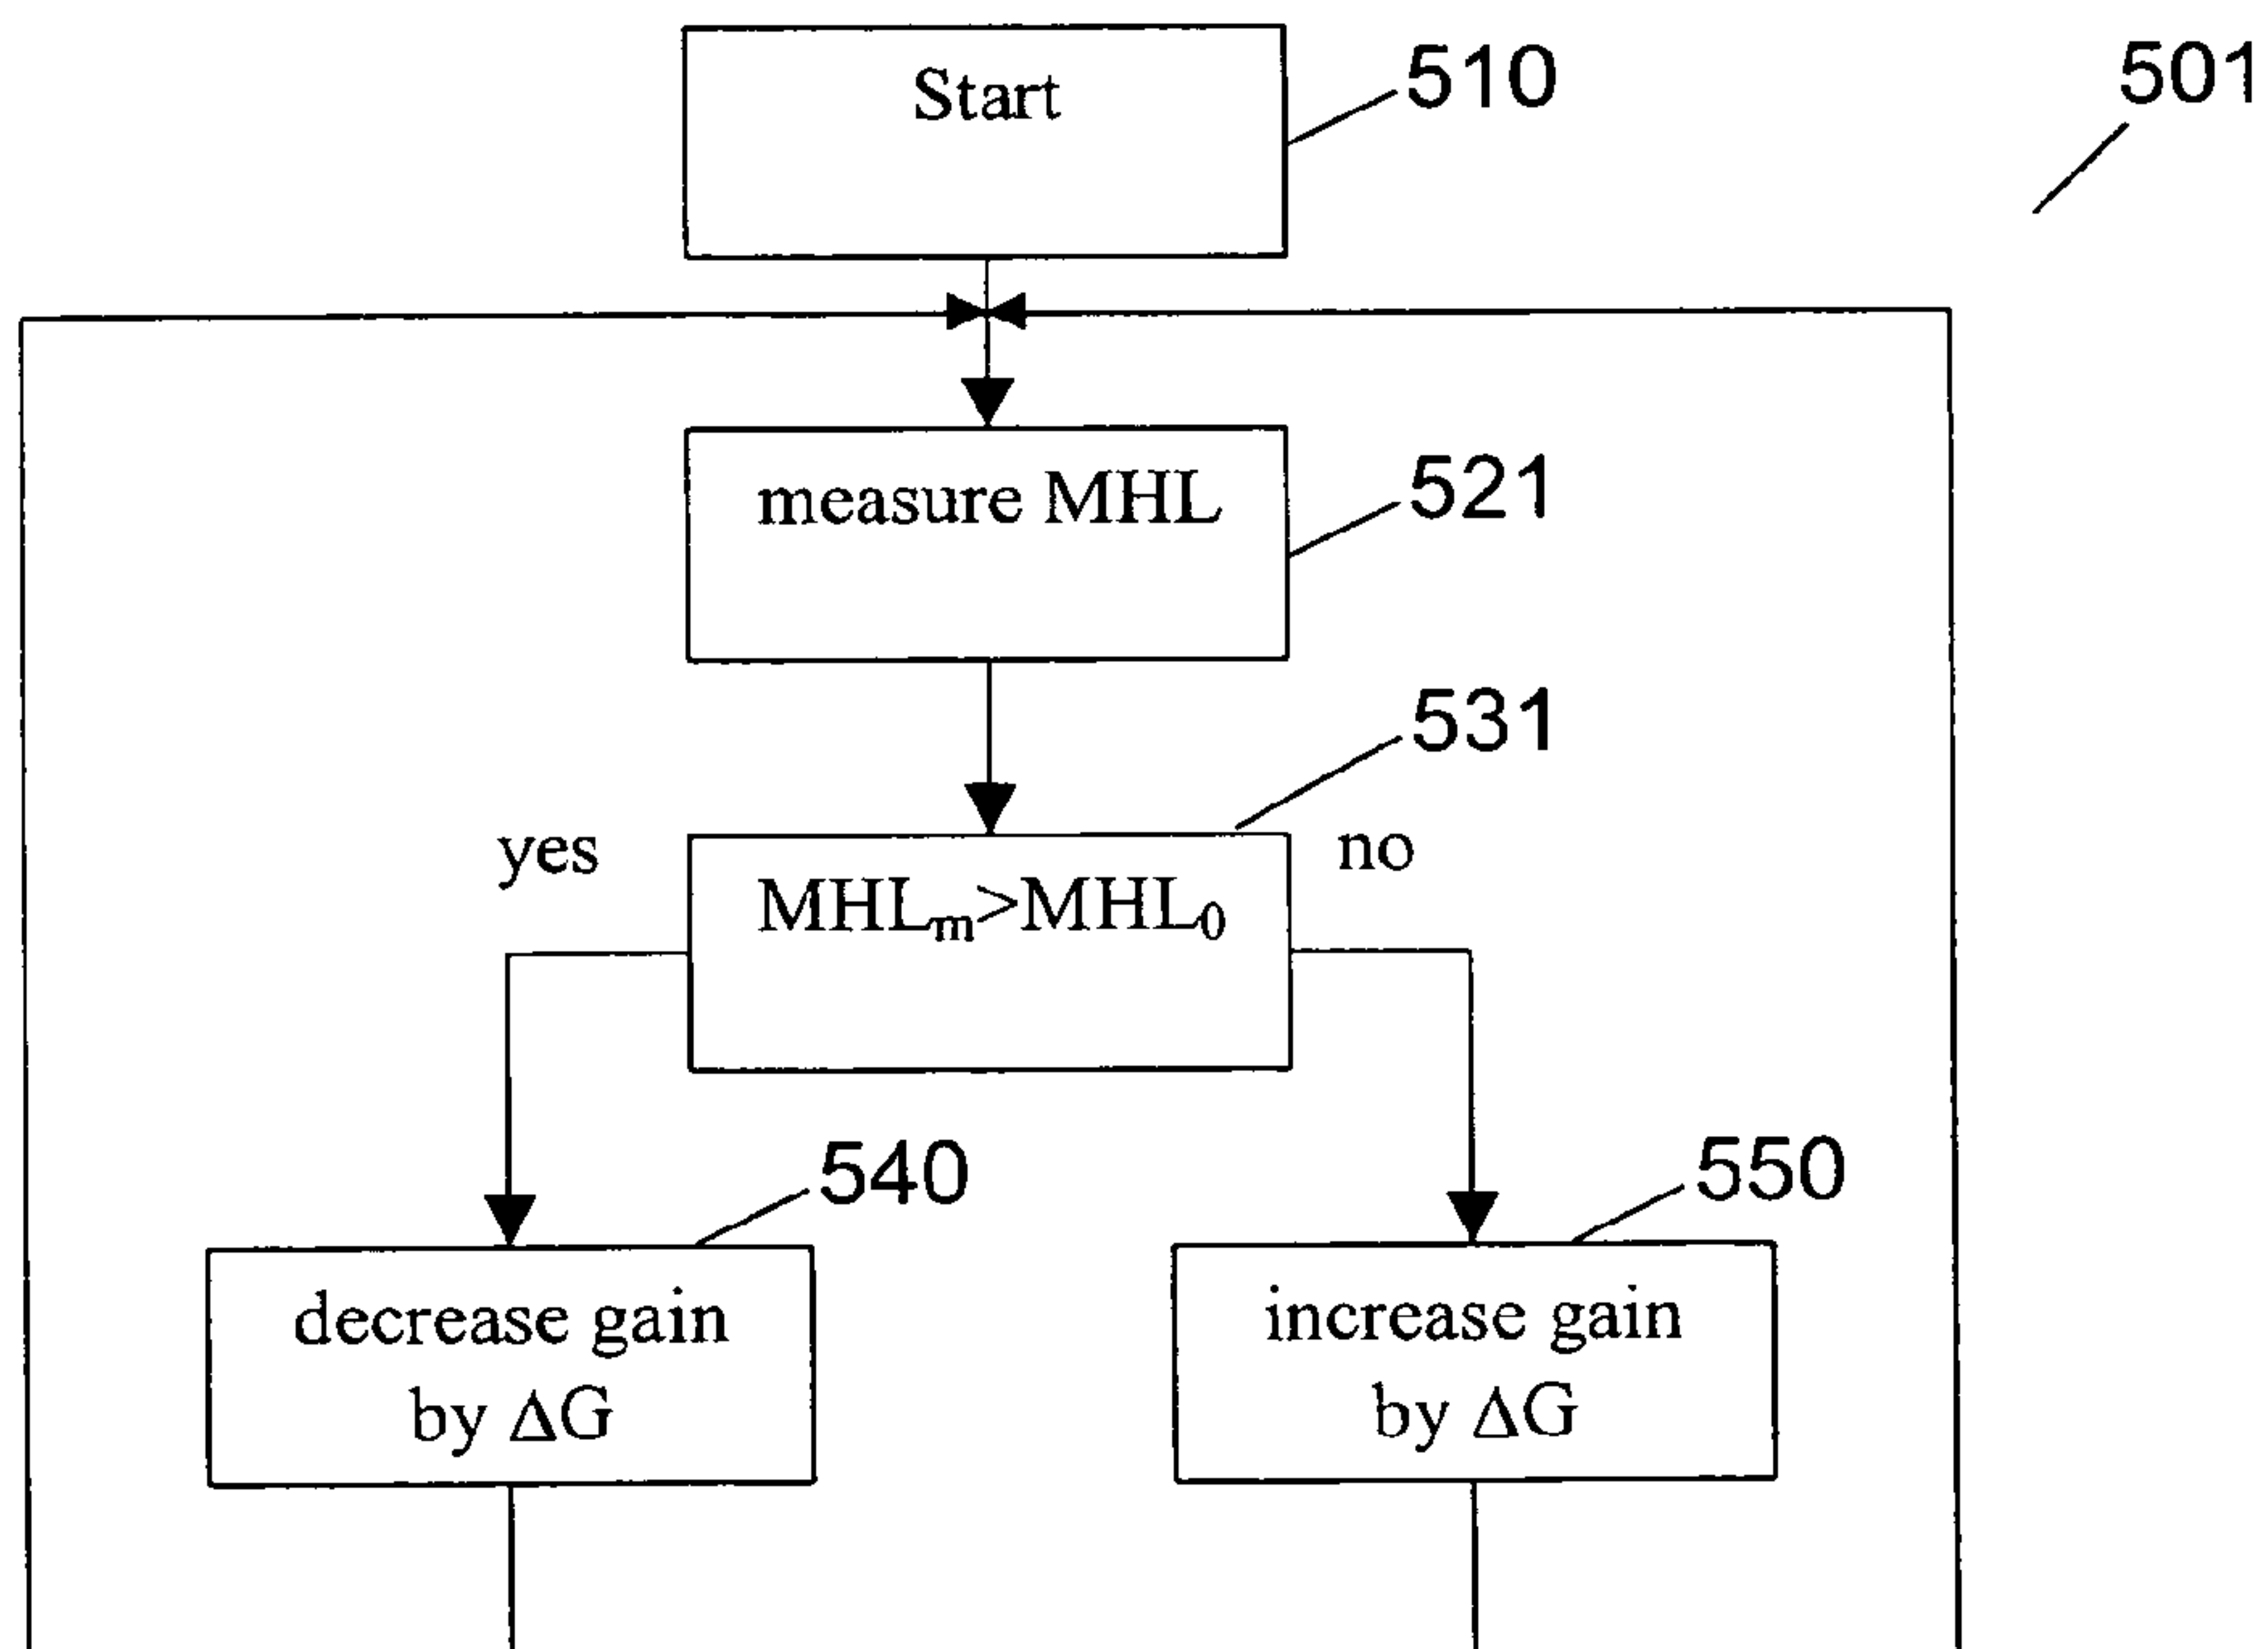 Start
510
501
measure MHL
521
531
yes
no
MHLm>MHL0
540
550
decrease gain
by ΔG
increase gain
by ΔG